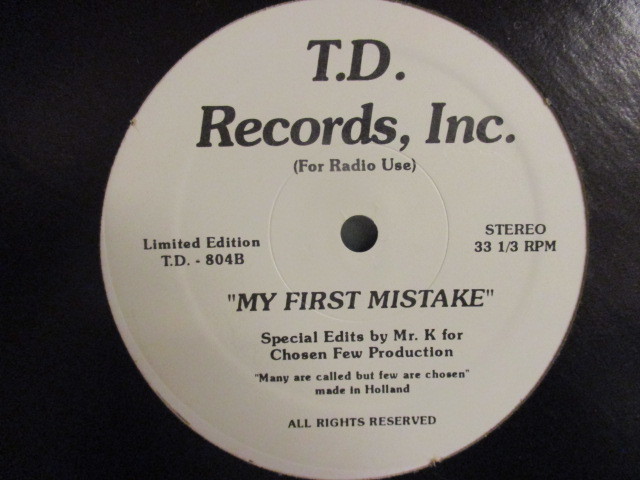 T.D.
Records, Inc.
(For Radio Use)
Limited Edition
T.D. - 804B
STEREO
33 1/3 RPM
"MY FIRST MISTAKE"
Special Edits by Mr. K for
Chosen Few Production
"Many are called but few are chosen"
made in Holland
ALL RIGHTS RESERVED